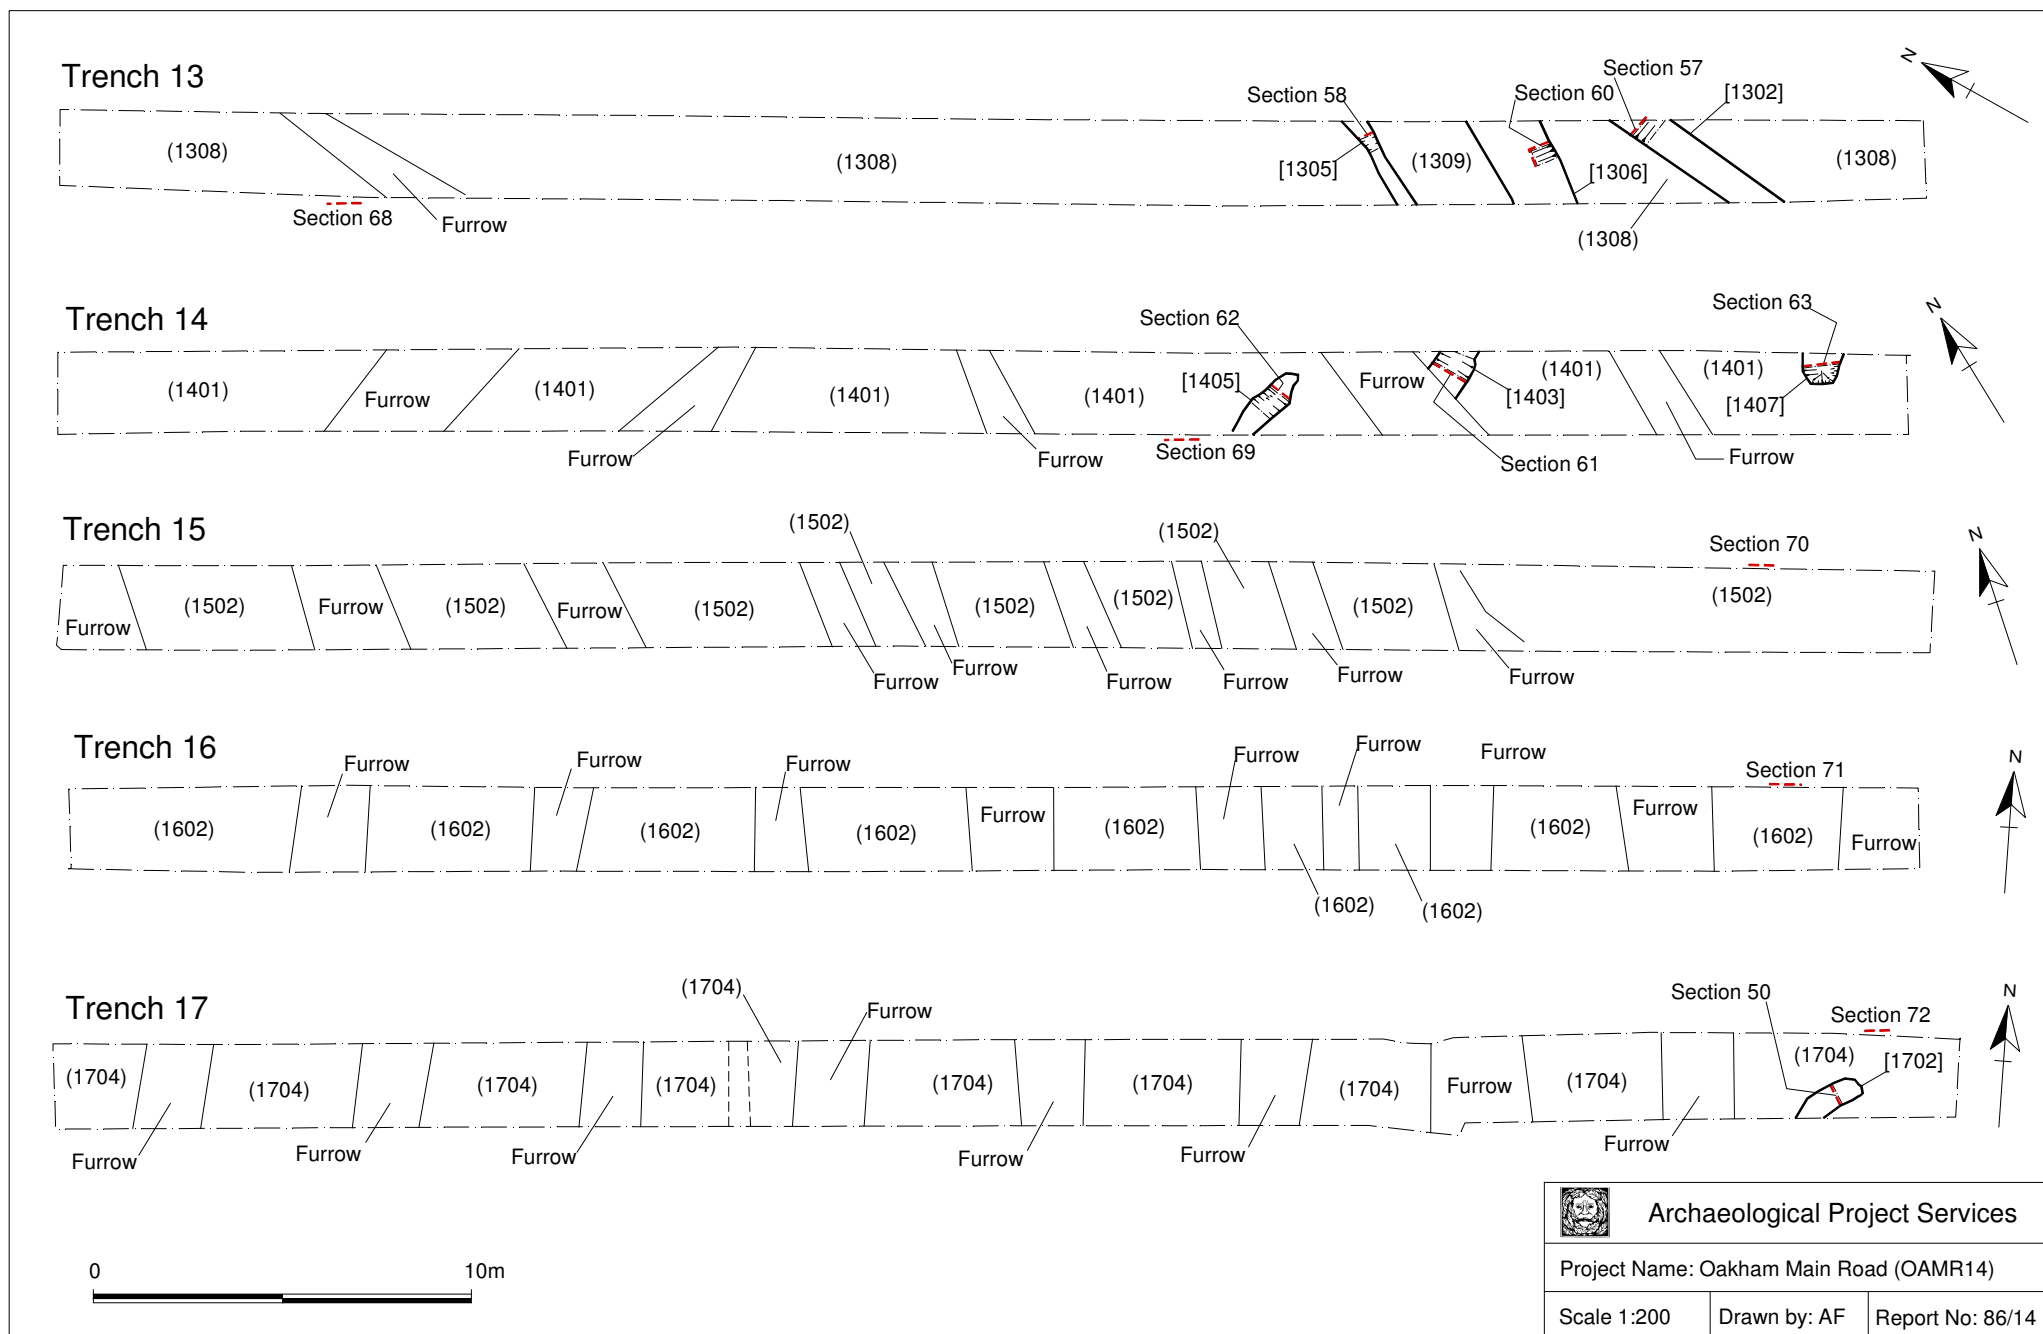 Trench 13
N
Section 57
Section 58
Section 60
[1302]
(1308)
(1308)
[1305]
(1309)
[1306]
(1308)
Section 68
Furrow
(1308)
Trench 14
N
Section 62
Section 63
(1401)
Furrow
(1401)
(1401)
(1401)
[1405]
Furrow
[1403]
(1401)
(1401)
[1407]
Furrow
Furrow
Section 69
Section 61
Furrow
Trench 15
N
(1502)
(1502)
Section 70
Furrow
(1502)
Furrow
(1502)
Furrow
(1502)
(1502)
(1502)
(1502)
(1502)
Furrow
Furrow
Furrow
Furrow
Furrow
Furrow
Trench 16
N
Furrow
Furrow
Furrow
Furrow
Furrow
Furrow
Section 71
(1602)
(1602)
(1602)
(1602)
Furrow
(1602)
(1602)
Furrow
(1602)
Furrow
(1602)
(1602)
Trench 17
N
(1704)
Furrow
Section 50
Section 72
(1704)
(1704)
(1704)
(1704)
(1704)
(1704)
(1704)
Furrow
(1704)
(1704)
[1702]
Furrow
Furrow
Furrow
Furrow
Furrow
Furrow
0 10m
Archaeological Project Services
Project Name: Oakham Main Road (OAMR14)
Scale 1:200 Drawn by: AF Report No: 86/14